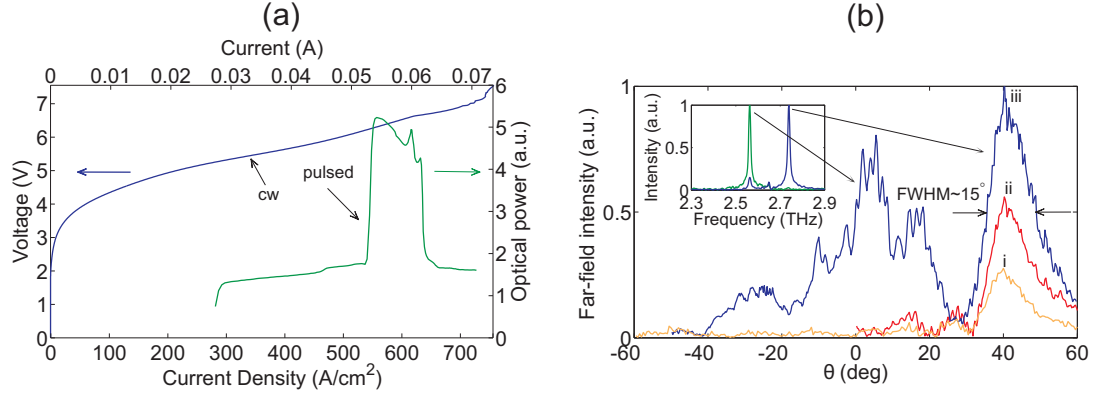 (a)
(b)
Current (A)
0 0.01 0.02 0.03 0.04 0.05 0.06 0.07
7
6
5
4
3
2
1
0
Voltage (V)
cw
pulsed
6
5
4
3
2
1
0
Optical power (a.u.)
0 100 200 300 400 500 600 700
Current Density (A/cm²)
1
0.5
0
Far-field intensity (a.u.)
1
0.5
0
Intensity (a.u.)
2.3 2.5 2.7 2.9
Frequency (THz)
iii
FWHM~15°
ii
i
-60 -40 -20 0 20 40 60
θ (deg)